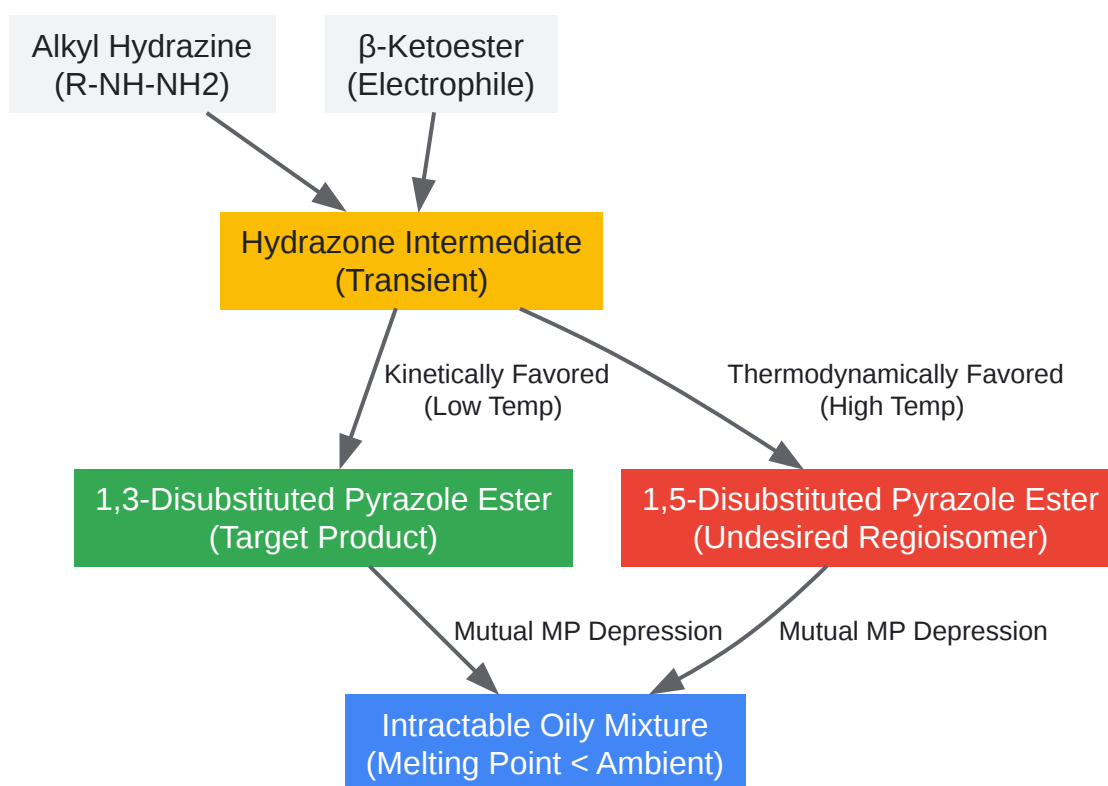 Alkyl Hydrazine
(R-NH-NH2)
β-Ketoester
(Electrophile)
Hydrazone Intermediate
(Transient)
Kinetically Favored
(Low Temp)
Thermodynamically Favored
(High Temp)
1,3-Disubstituted Pyrazole Ester
(Target Product)
1,5-Disubstituted Pyrazole Ester
(Undesired Regioisomer)
Mutual MP Depression
Mutual MP Depression
Intractable Oily Mixture
(Melting Point < Ambient)